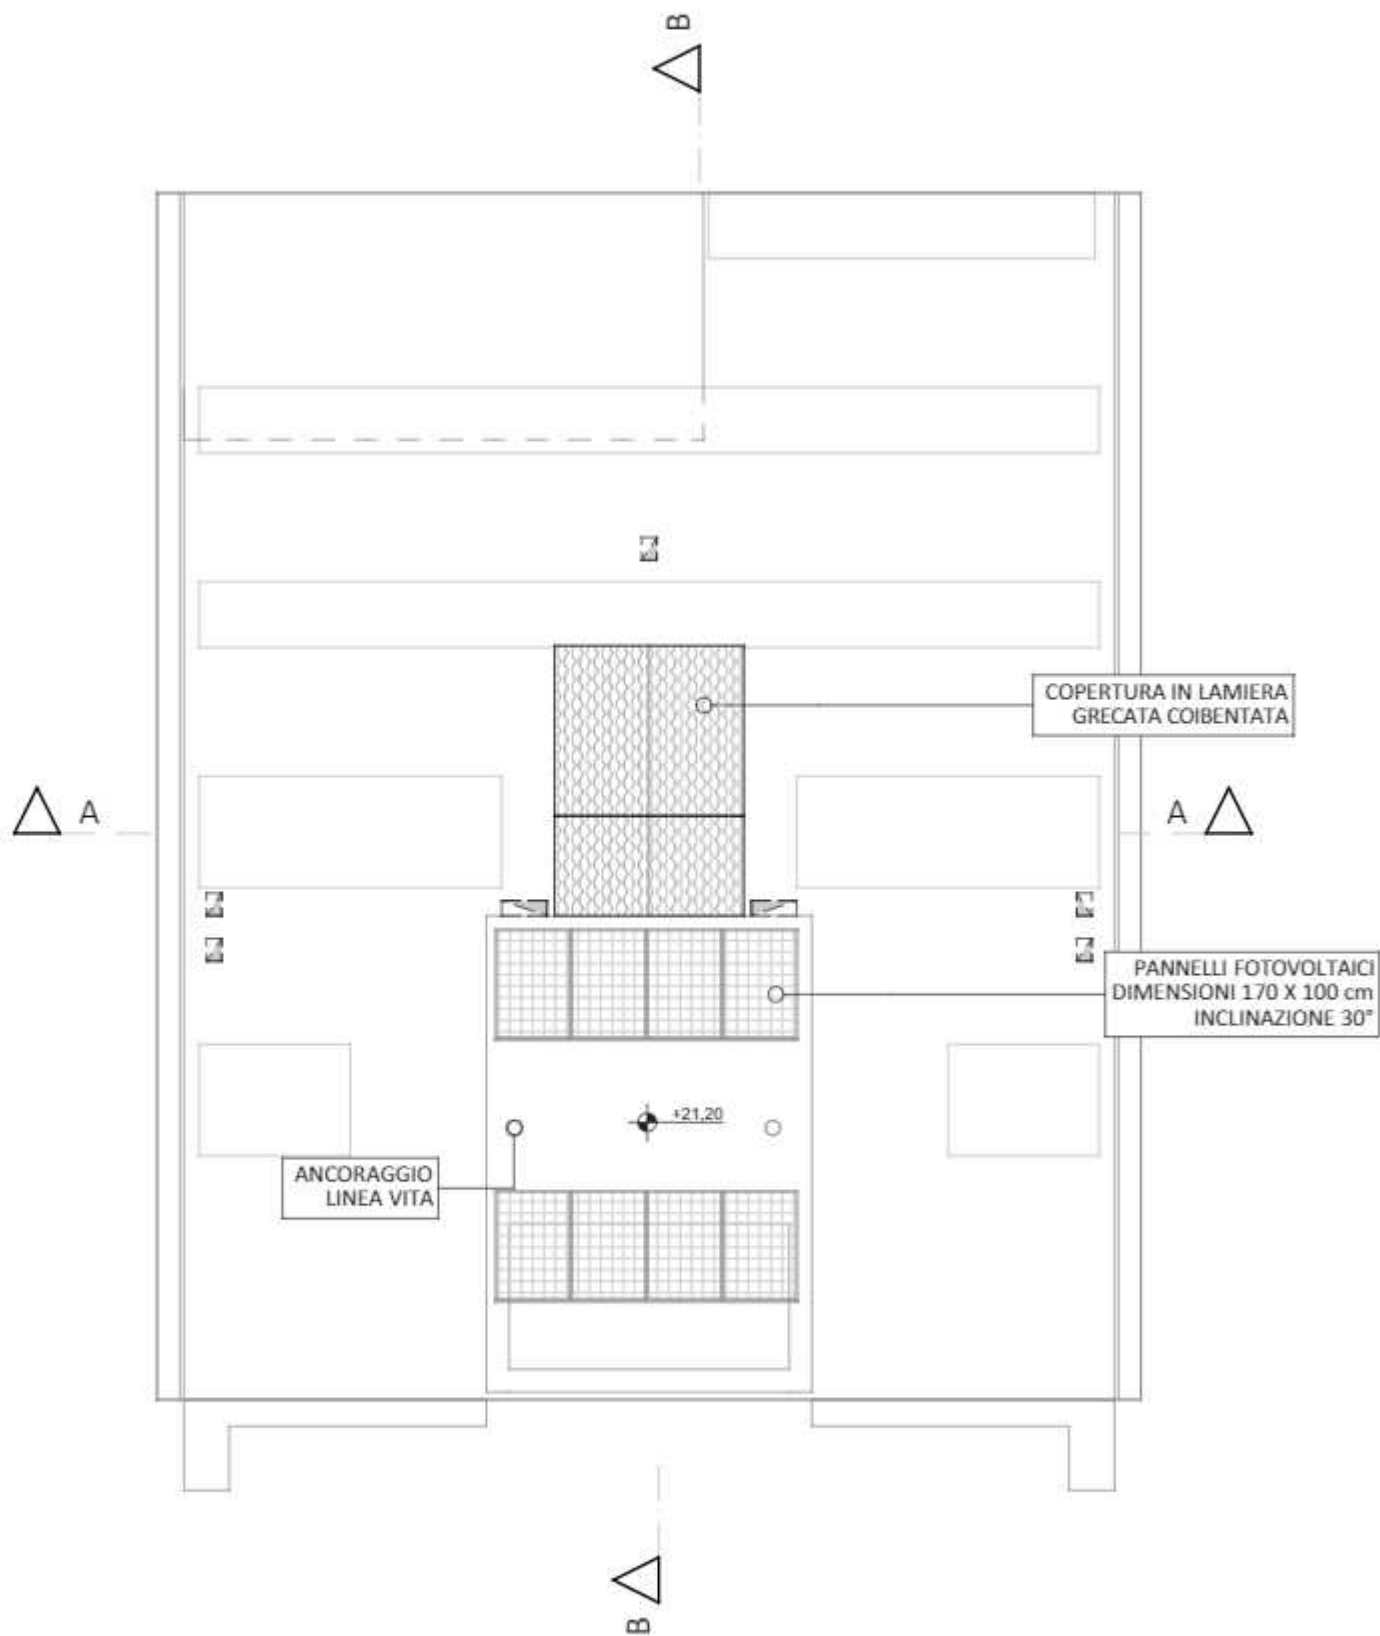 B
COPERTURA IN LAMIERA
GRECATA COIBENTATA
A
A
PANNELLI FOTOVOLTAICI
DIMENSIONI 170 X 100 cm
INCLINAZIONE 30°
+21,20
ANCORAGGIO
LINEA VITA
B